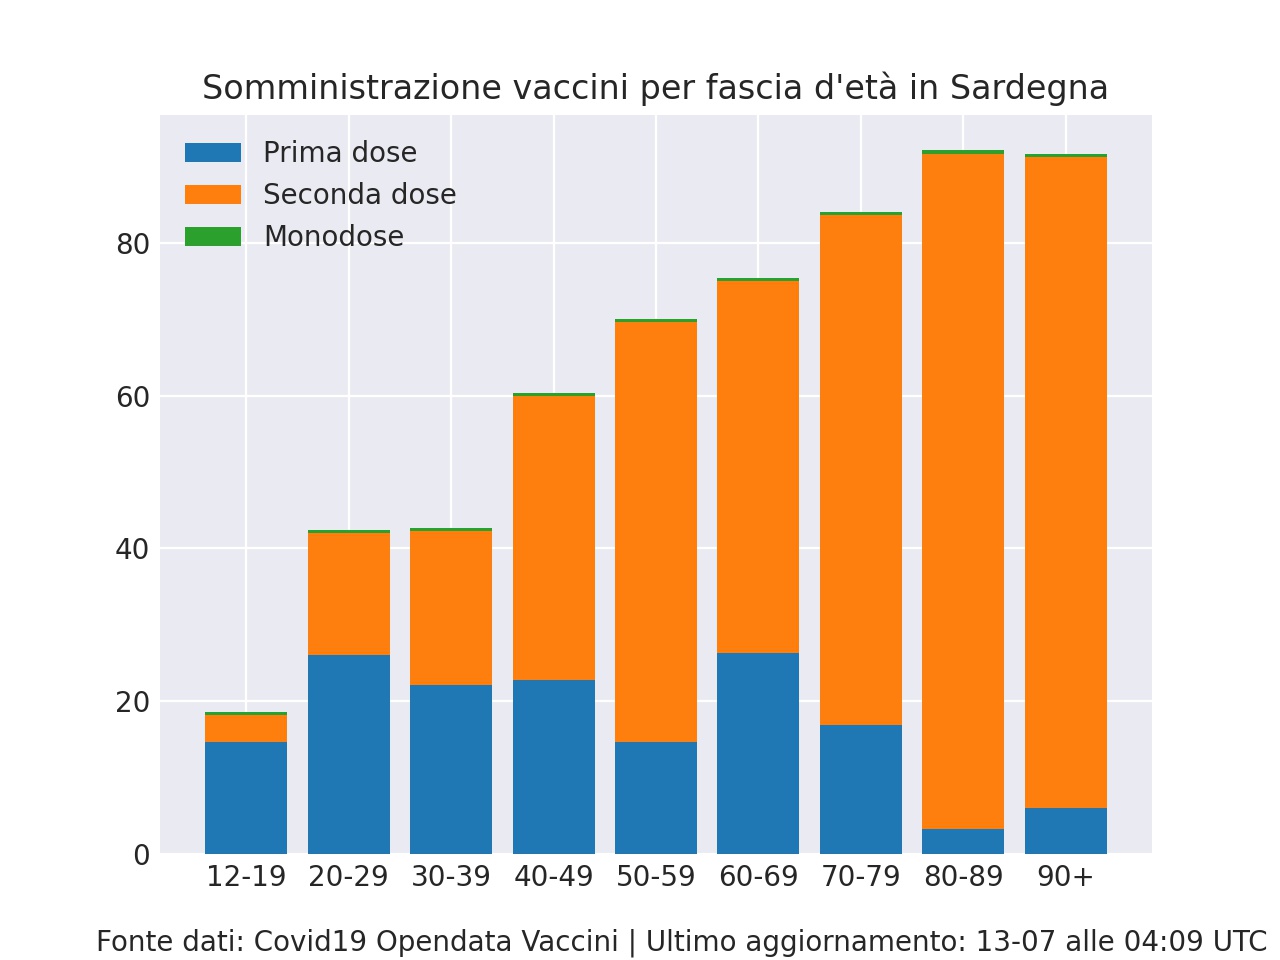 Somministrazione vaccini per fascia d'età in Sardegna
Prima dose
Seconda dose
Monodose
80
60
40
20
0
12-19 20-29 30-39 40-49 50-59 60-69 70-79 80-89 90+
Fonte dati: Covid19 Opendata Vaccini | Ultimo aggiornamento: 13-07 alle 04:09 UTC